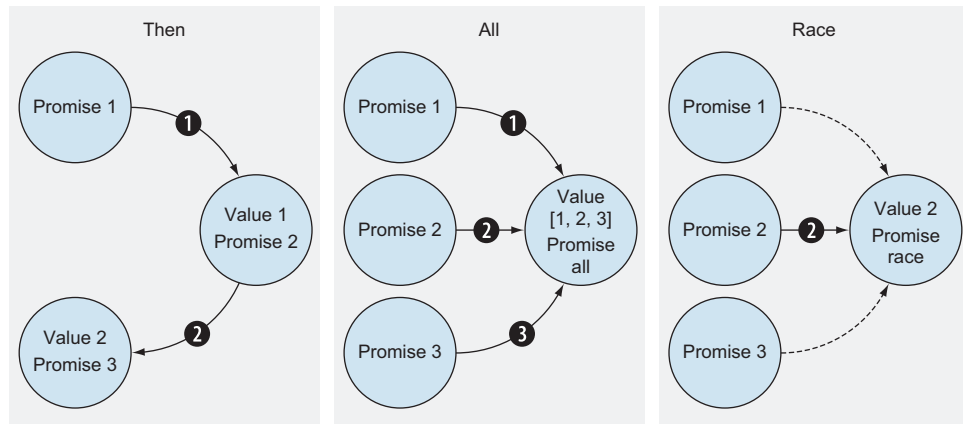 Then
Promise 1
1
Value 1
Promise 2
2
Value 2
Promise 3
All
Promise 1
1
Promise 2
2
Value
[1, 2, 3]
Promise
all
Promise 3
3
Race
Promise 1
Promise 2
2
Value 2
Promise
race
Promise 3